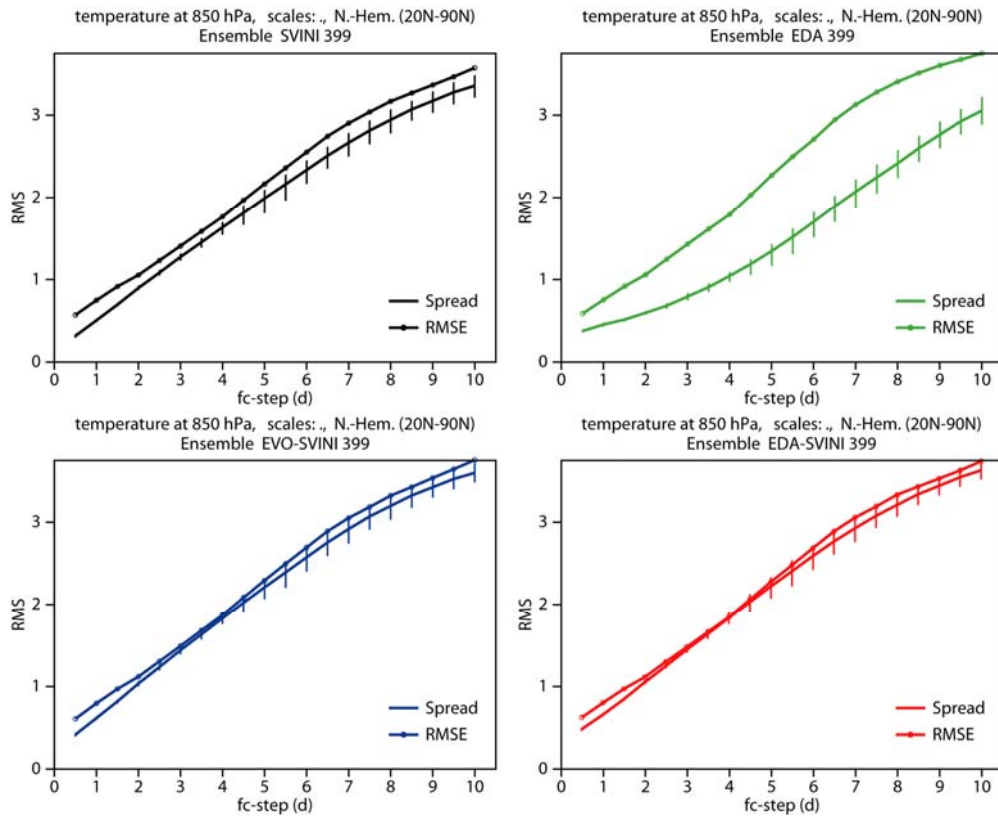 temperature at 850 hPa, scales: ., N.-Hem. (20N-90N)
Ensemble SVINI 399
RMS
3
2
1
0
Spread
RMSE
0 1 2 3 4 5 6 7 8 9 10
fc-step (d)
temperature at 850 hPa, scales: ., N.-Hem. (20N-90N)
Ensemble EDA 399
RMS
3
2
1
0
Spread
RMSE
0 1 2 3 4 5 6 7 8 9 10
fc-step (d)
temperature at 850 hPa, scales: ., N.-Hem. (20N-90N)
Ensemble EVO-SVINI 399
RMS
3
2
1
0
Spread
RMSE
0 1 2 3 4 5 6 7 8 9 10
fc-step (d)
temperature at 850 hPa, scales: ., N.-Hem. (20N-90N)
Ensemble EDA-SVINI 399
RMS
3
2
1
0
Spread
RMSE
0 1 2 3 4 5 6 7 8 9 10
fc-step (d)